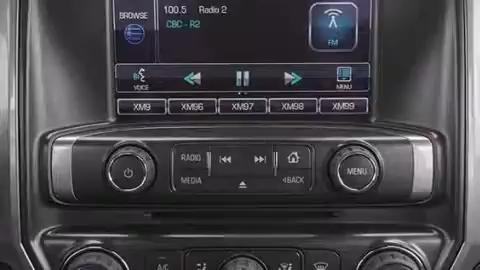 BROWSE
100.5 Radio 2
CBC - R2
FM
VOICE
MENU
XM9 XM96 XM97 XM98 XM99
RADIO
MEDIA
BACK
MENU
A/C